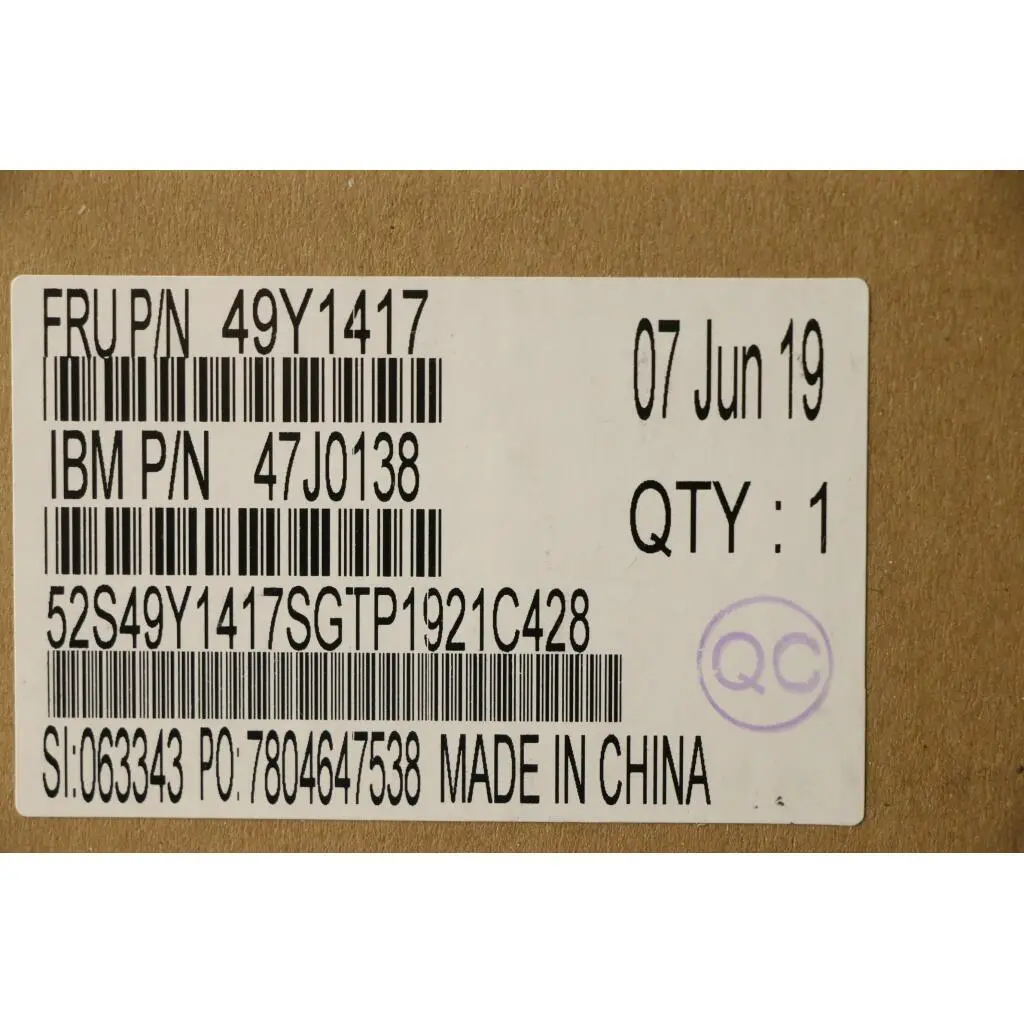 FRU P/N 49Y1417
07 Jun 19
IBM P/N 47J0138
QTY : 1
52S49Y1417SGTP1921C428
QC
SI:063343 PO:7804647538 MADE IN CHINA